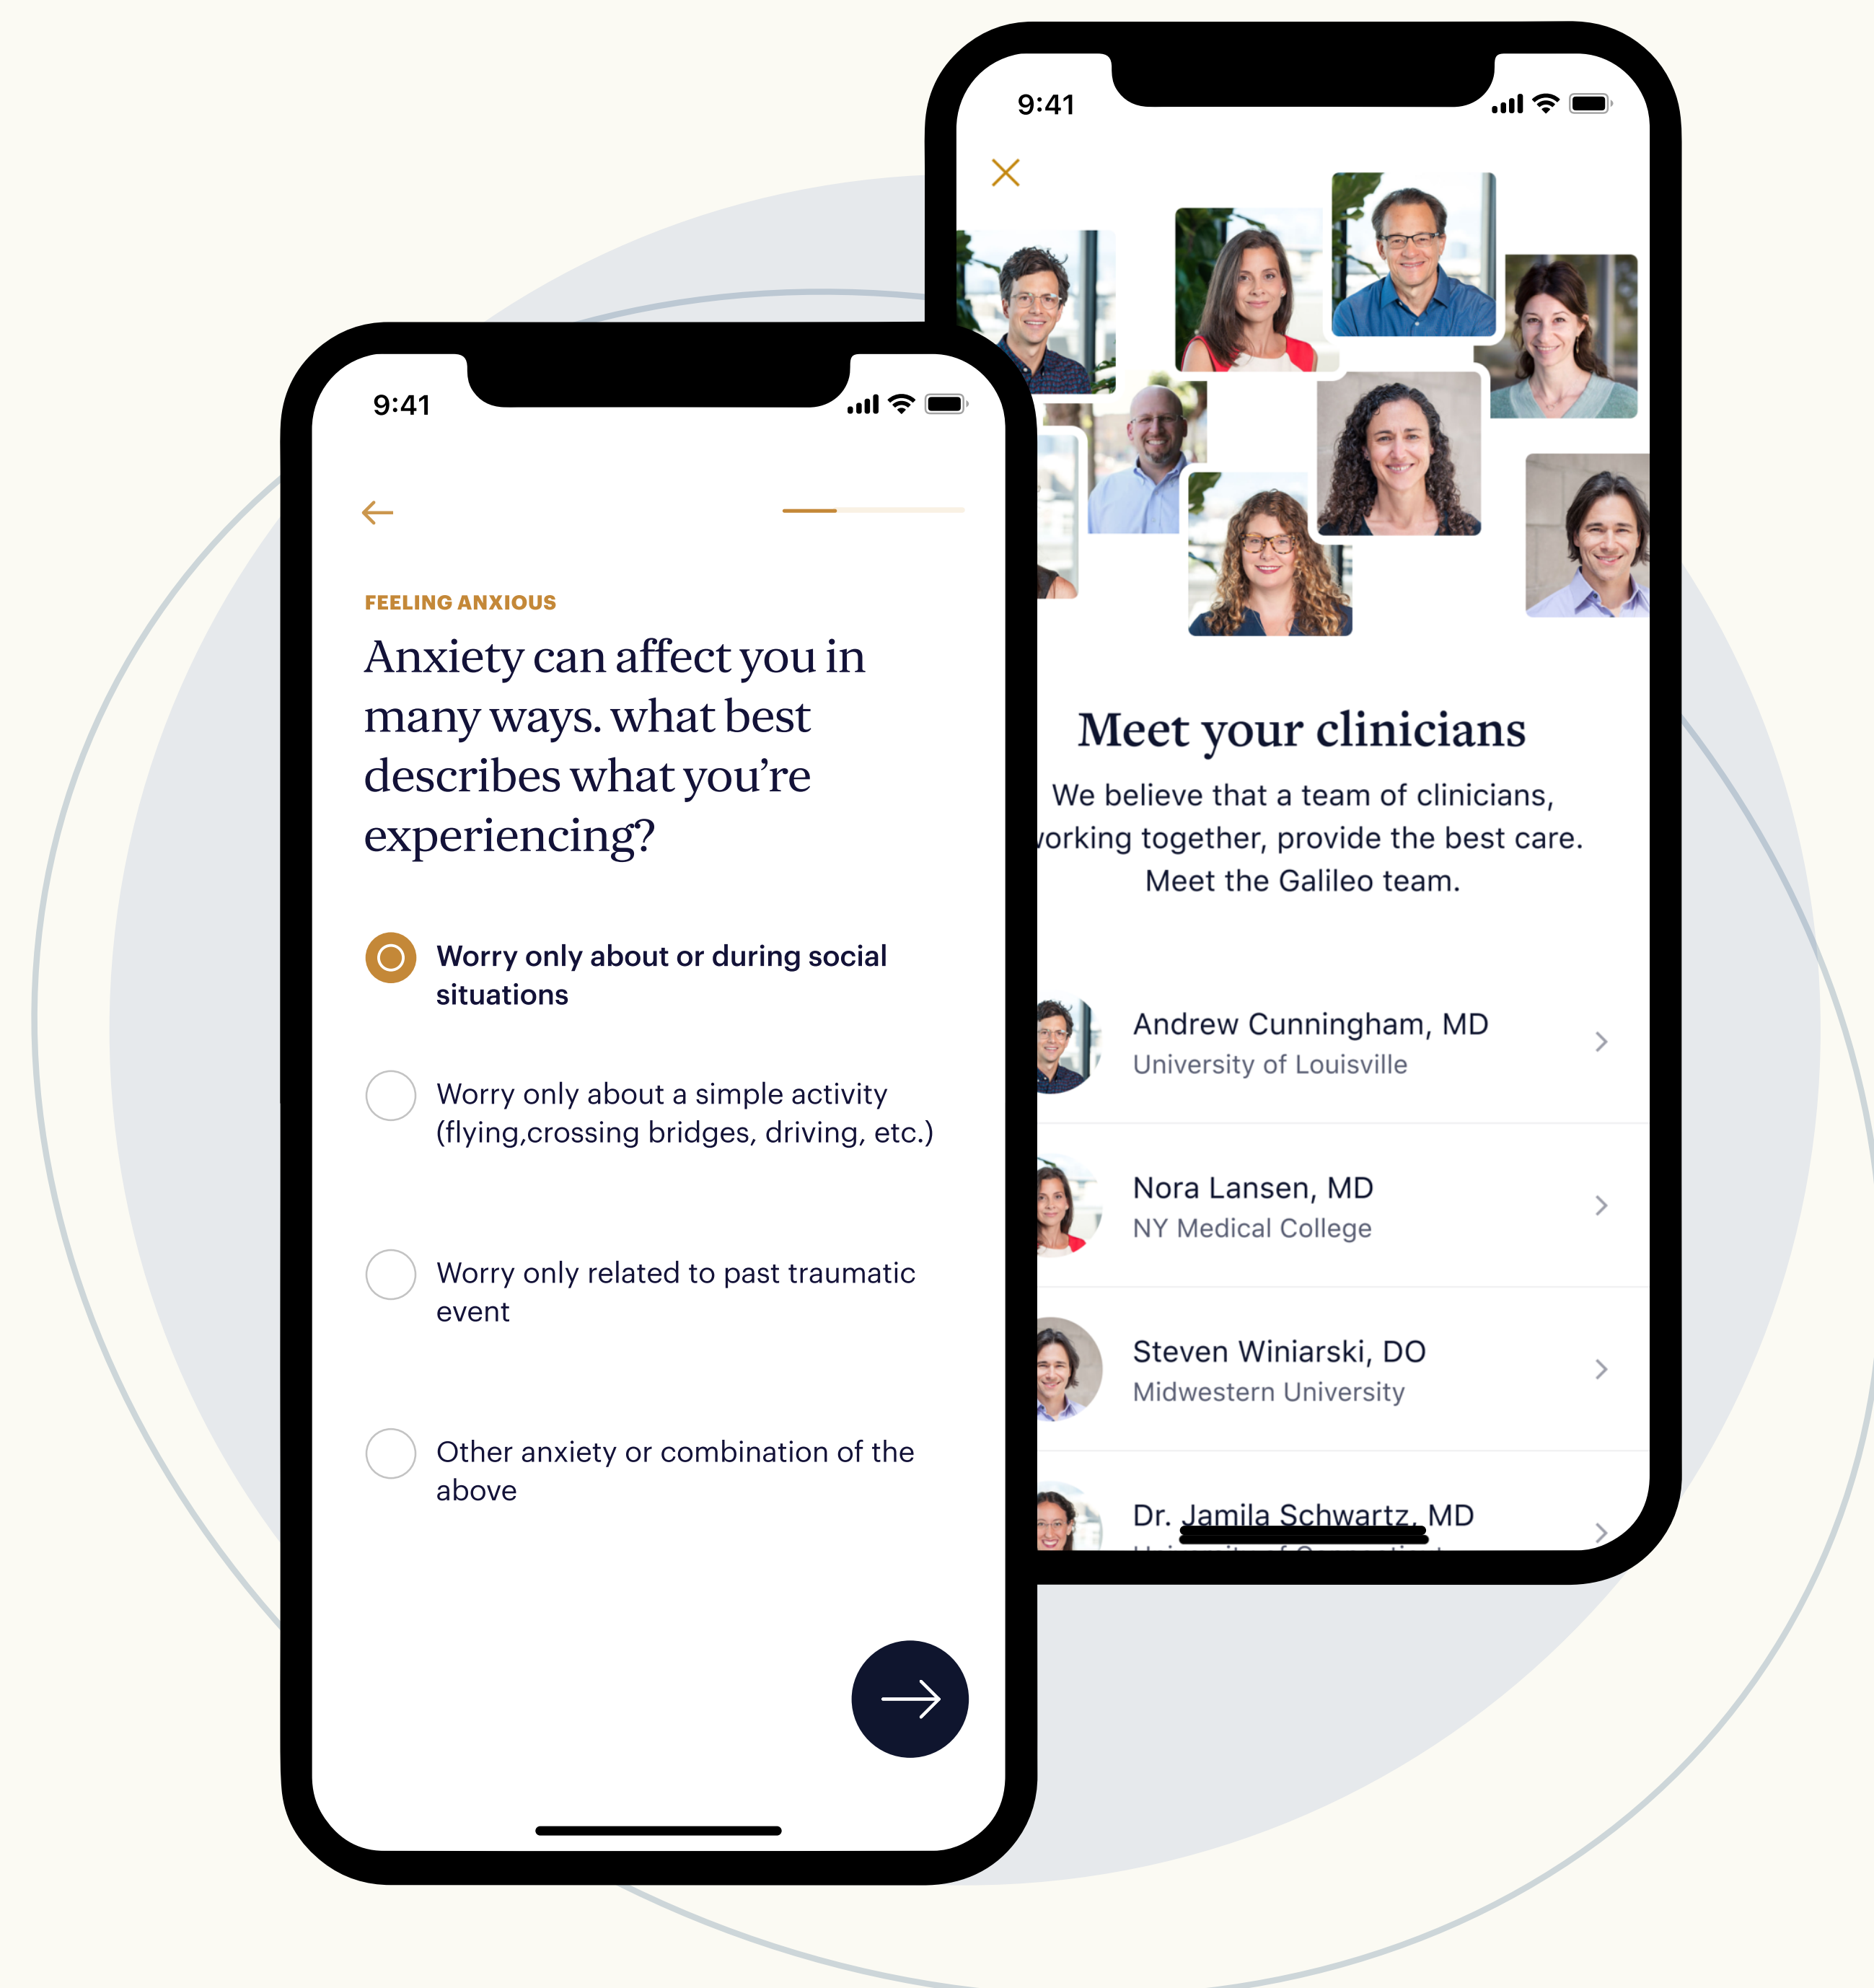 9:41
FEELING ANXIOUS
Anxiety can affect you in
many ways. what best
describes what you’re
experiencing?
Worry only about or during social
situations
Worry only about a simple activity
(flying,crossing bridges, driving, etc.)
Worry only related to past traumatic
event
Other anxiety or combination of the
above
9:41
Meet your clinicians
We believe that a team of clinicians,
working together, provide the best care.
Meet the Galileo team.
Andrew Cunningham, MD
University of Louisville
Nora Lansen, MD
NY Medical College
Steven Winiarski, DO
Midwestern University
Dr. Jamila Schwartz, MD